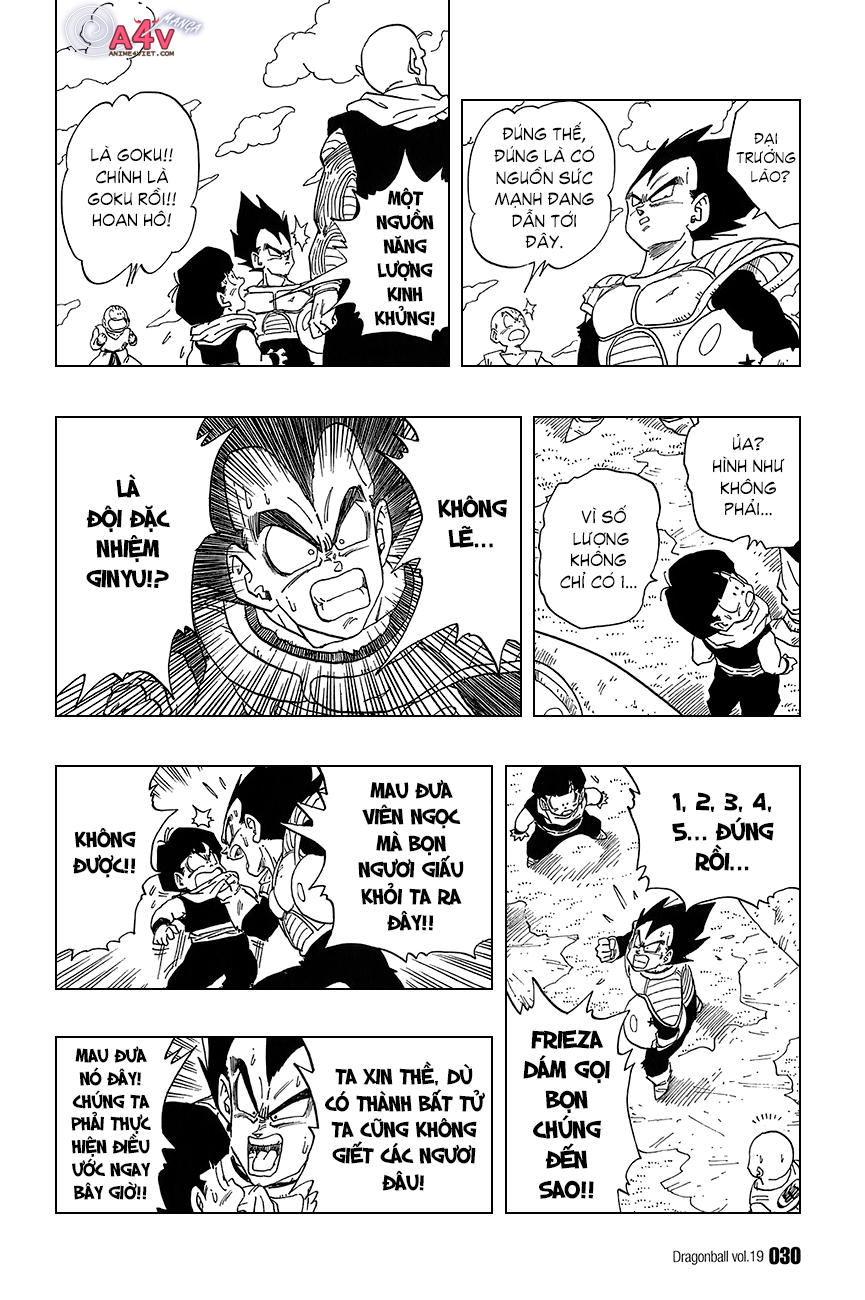 A4V
MANGA
ANIME4VIET.COM
ĐẠI
TRƯỞNG
LÀO?
ĐÚNG THẾ,
ĐÚNG LÀ CÓ
NGUỒN SỨC
MẠNH ĐANG
DẪN TỚI
ĐÂY.
MỘT
NGUỒN
NĂNG
LƯỢNG
KINH
KHỦNG!
LÀ GOKU!!
CHÍNH LÀ
GOKU RỒI!!
HOAN HÔ!
ỦA?
HÌNH NHƯ
KHÔNG
PHẢI...
VÌ SỐ
LƯỢNG
KHÔNG
CHỈ CÓ 1...
KHÔNG
LẼ...
LÀ
ĐỘI ĐẶC
NHIỆM
GINYU!?
1, 2, 3, 4,
5... ĐÚNG
RỒI...
FRIEZA
DÁM GỌI
BỌN
CHÚNG
ĐẾN
SAO!!
MAU ĐƯA
VIÊN NGỌC
MÀ BỌN
NGƯƠI GIẤU
KHỎI TA RA
ĐÂY!!
KHÔNG
ĐƯỢC!!
TA XIN THỀ, DÙ
CÓ THÀNH BẤT TỬ
TA CŨNG KHÔNG
GIẾT CÁC NGƯƠI
ĐÂU!
MAU ĐƯA
NÓ ĐÂY!
CHÚNG TA
PHẢI THỰC
HIỆN ĐIỀU
ƯỚC NGAY
BÂY GIỜ!!
Dragonball vol.19 030